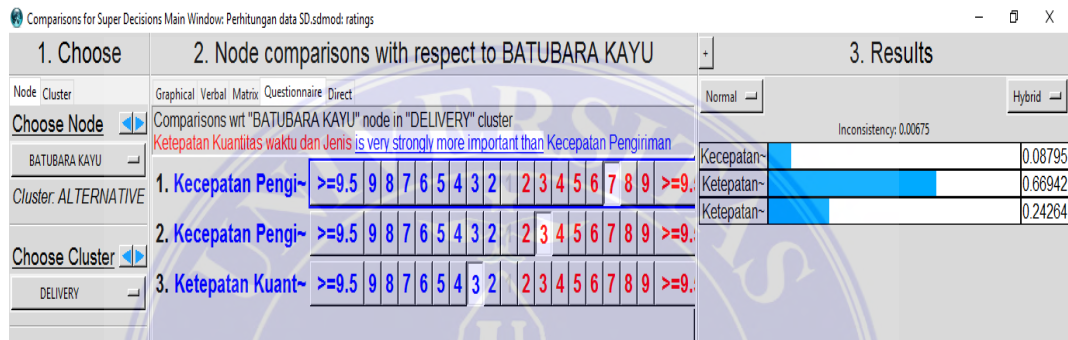 Comparisons for Super Decisions Main Window: Perhitungan data SD.sdmod: ratings
1. Choose
Node Cluster
Choose Node
BATUBARA KAYU
Cluster: ALTERNATIVE
Choose Cluster
DELIVERY
2. Node comparisons with respect to BATUBARA KAYU
Graphical Verbal Matrix Questionnaire Direct
Comparisons wrt "BATUBARA KAYU" node in "DELIVERY" cluster
Ketepatan Kuantitas waktu dan Jenis is very strongly more important than Kecepatan Pengiriman
1. Kecepatan Pengi~ >=9.5 9 8 7 6 5 4 3 2 2 3 4 5 6 7 8 9 >=9.
2. Kecepatan Pengi~ >=9.5 9 8 7 6 5 4 3 2 2 3 4 5 6 7 8 9 >=9.
3. Ketepatan Kuant~ >=9.5 9 8 7 6 5 4 3 2 2 3 4 5 6 7 8 9 >=9.
+ 3. Results
Normal Hybrid
Inconsistency: 0.00675
Kecepatan~ 0.08795
Ketepatan~ 0.66942
Ketepatan~ 0.24264